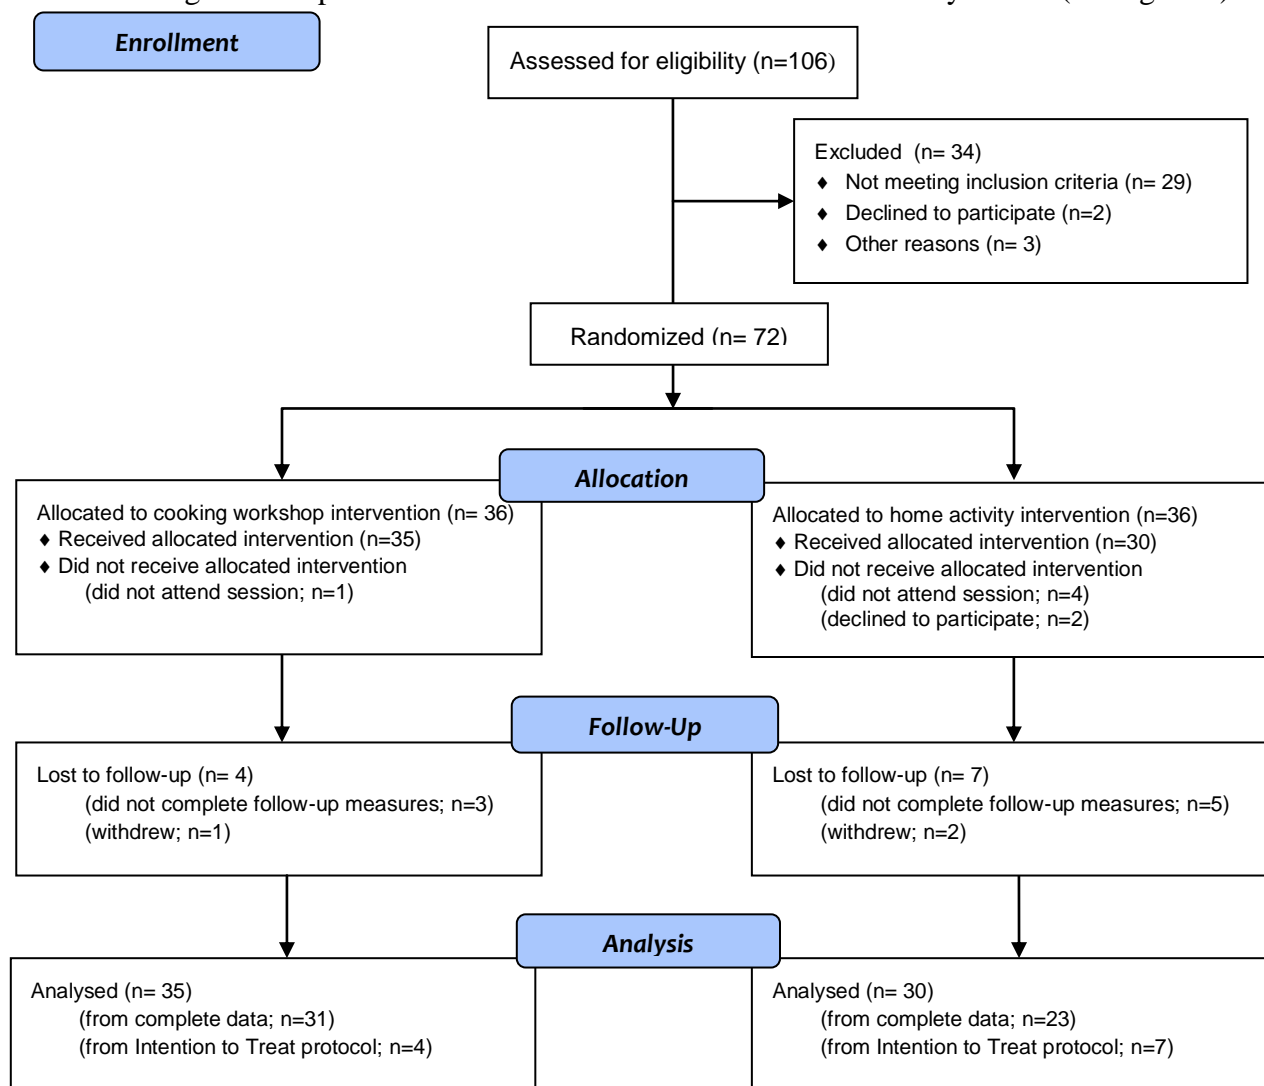 Enrollment
Assessed for eligibility (n=106)
Excluded (n= 34)
♦ Not meeting inclusion criteria (n= 29)
♦ Declined to participate (n=2)
♦ Other reasons (n= 3)
Randomized (n= 72)
Allocation
Allocated to cooking workshop intervention (n= 36)
♦ Received allocated intervention (n=35)
♦ Did not receive allocated intervention
(did not attend session; n=1)
Allocated to home activity intervention (n=36)
♦ Received allocated intervention (n=30)
♦ Did not receive allocated intervention
(did not attend session; n=4)
(declined to participate; n=2)
Follow-Up
Lost to follow-up (n= 4)
(did not complete follow-up measures; n=3)
(withdrew; n=1)
Lost to follow-up (n= 7)
(did not complete follow-up measures; n=5)
(withdrew; n=2)
Analysis
Analysed (n= 35)
(from complete data; n=31)
(from Intention to Treat protocol; n=4)
Analysed (n= 30)
(from complete data; n=23)
(from Intention to Treat protocol; n=7)